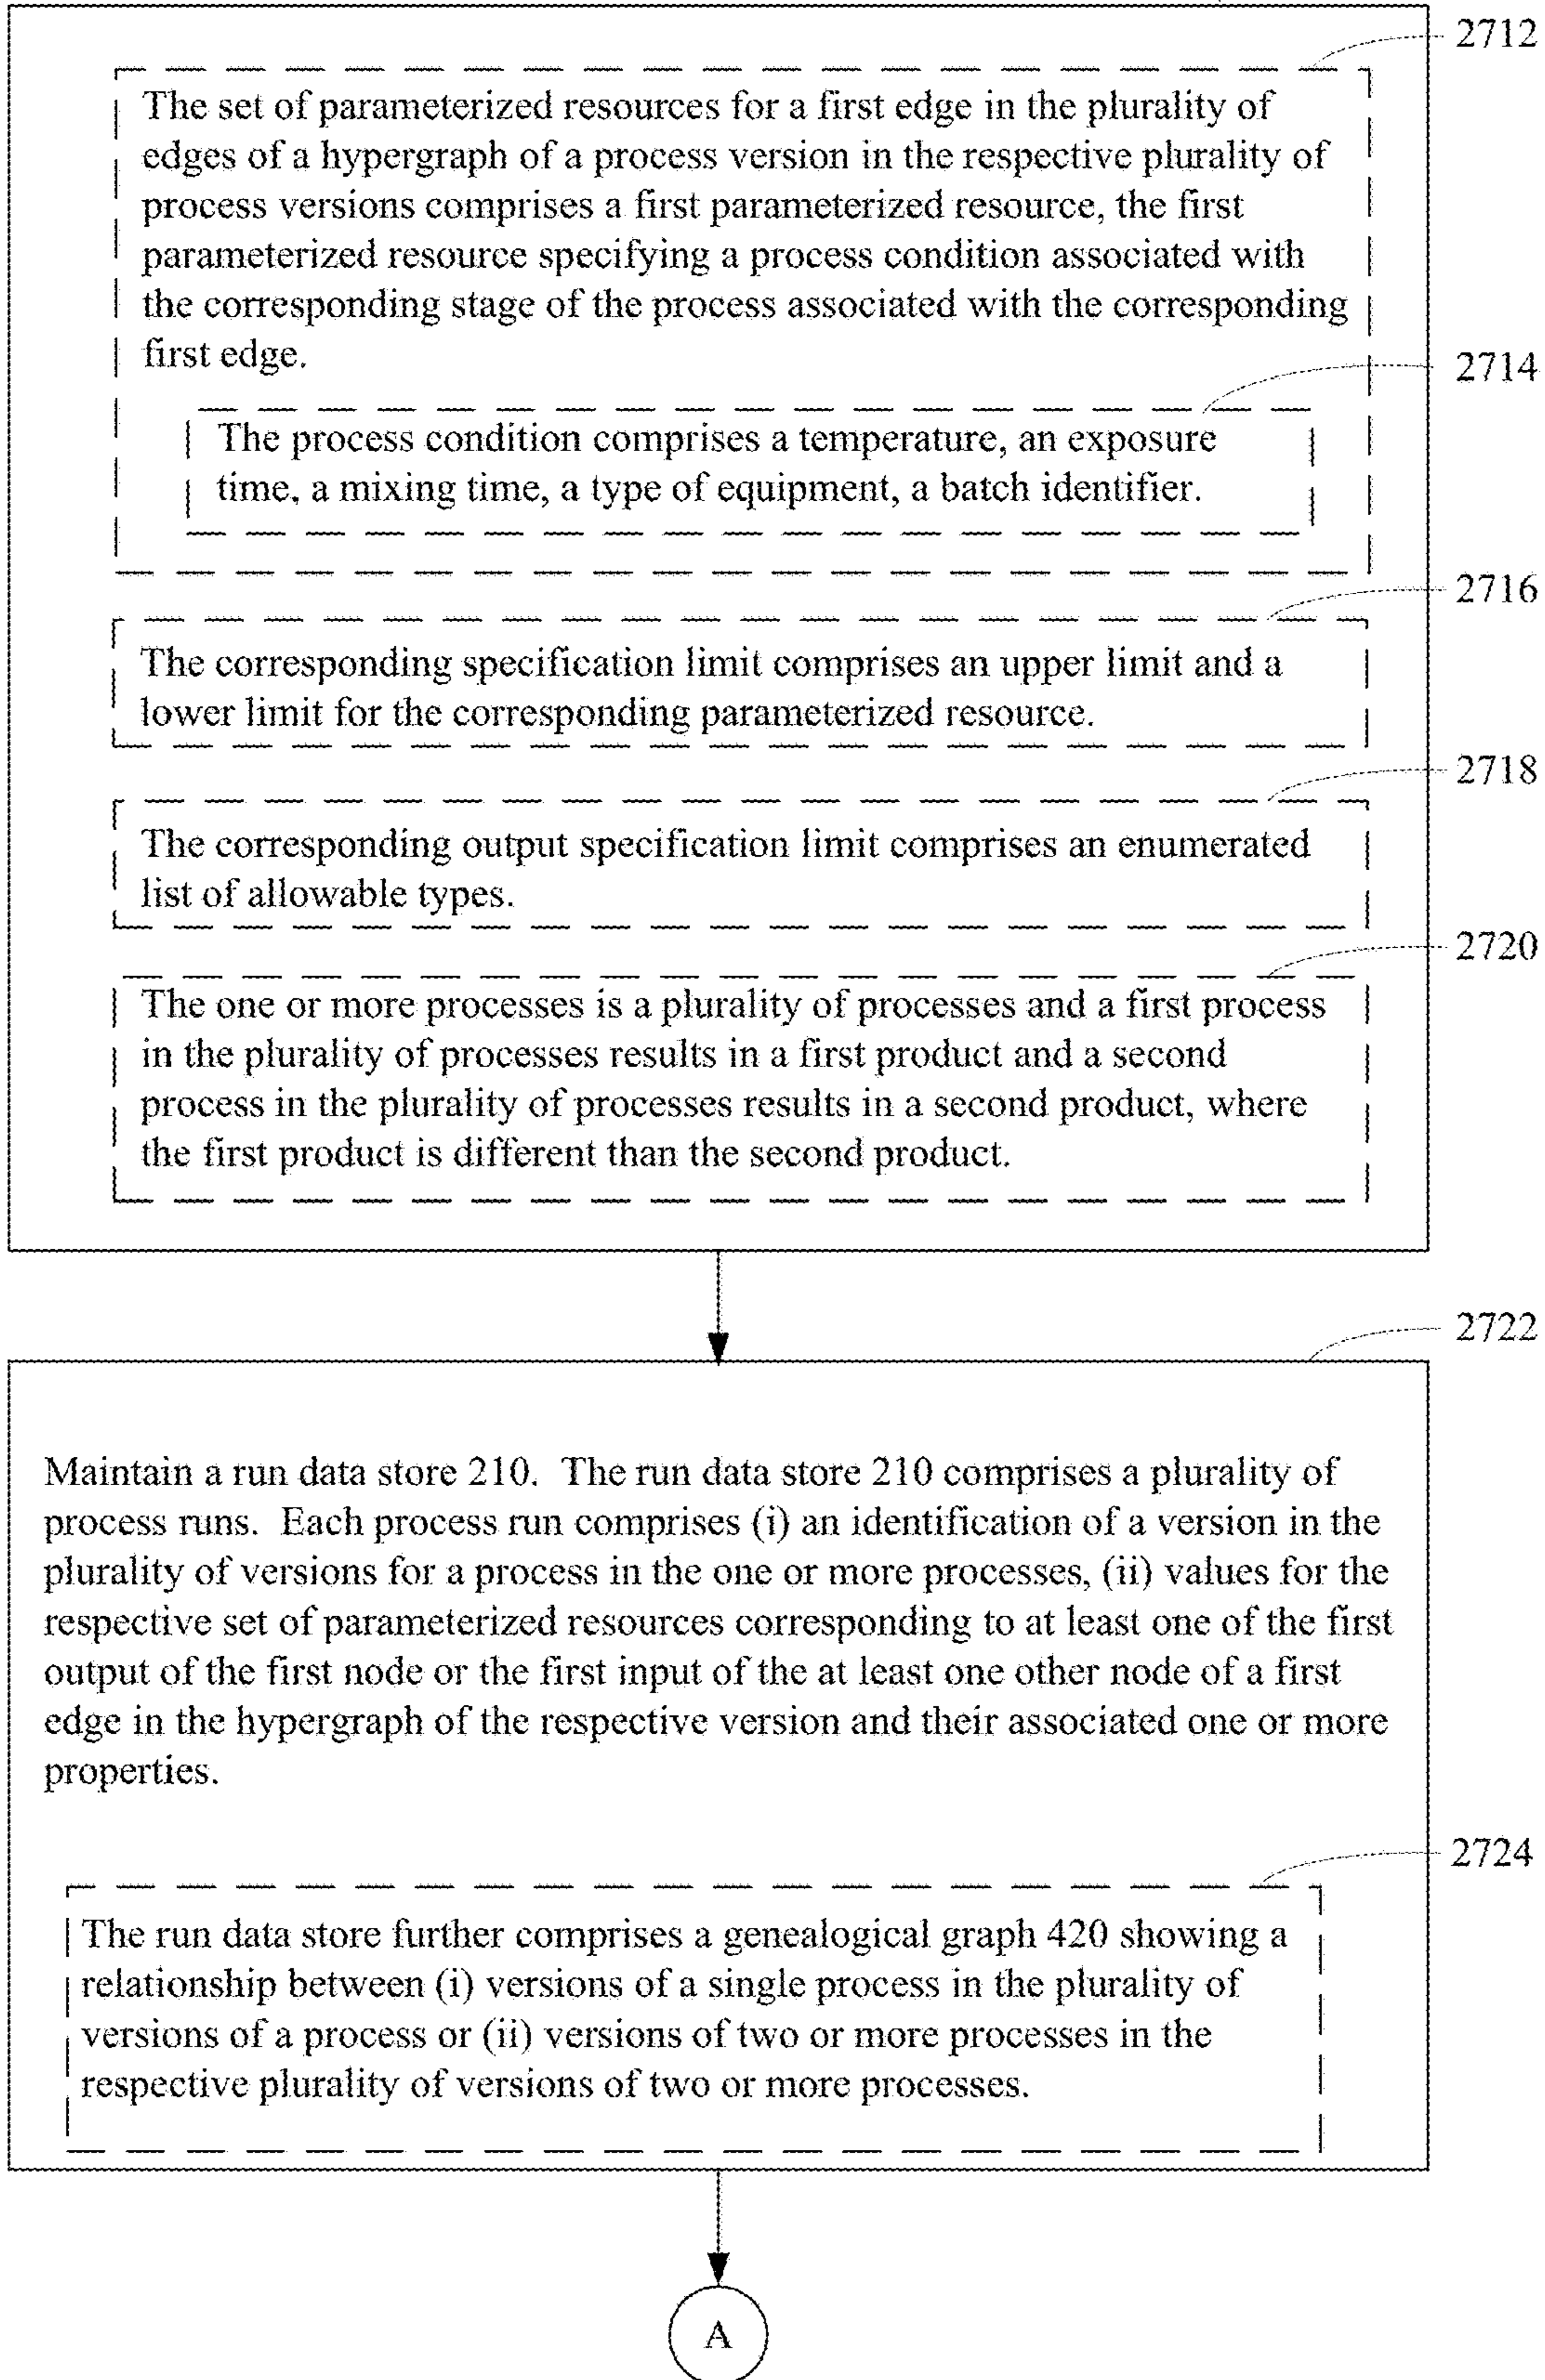 2712
The set of parameterized resources for a first edge in the plurality of
edges of a hypergraph of a process version in the respective plurality of
process versions comprises a first parameterized resource, the first
parameterized resource specifying a process condition associated with
the corresponding stage of the process associated with the corresponding
first edge.
2714
The process condition comprises a temperature, an exposure
time, a mixing time, a type of equipment, a batch identifier.
2716
The corresponding specification limit comprises an upper limit and a
lower limit for the corresponding parameterized resource.
2718
The corresponding output specification limit comprises an enumerated
list of allowable types.
2720
The one or more processes is a plurality of processes and a first process
in the plurality of processes results in a first product and a second
process in the plurality of processes results in a second product, where
the first product is different than the second product.
2722
Maintain a run data store 210. The run data store 210 comprises a plurality of
process runs. Each process run comprises (i) an identification of a version in the
plurality of versions for a process in the one or more processes, (ii) values for the
respective set of parameterized resources corresponding to at least one of the first
output of the first node or the first input of the at least one other node of a first
edge in the hypergraph of the respective version and their associated one or more
properties.
2724
The run data store further comprises a genealogical graph 420 showing a
relationship between (i) versions of a single process in the plurality of
versions of a process or (ii) versions of two or more processes in the
respective plurality of versions of two or more processes.
A